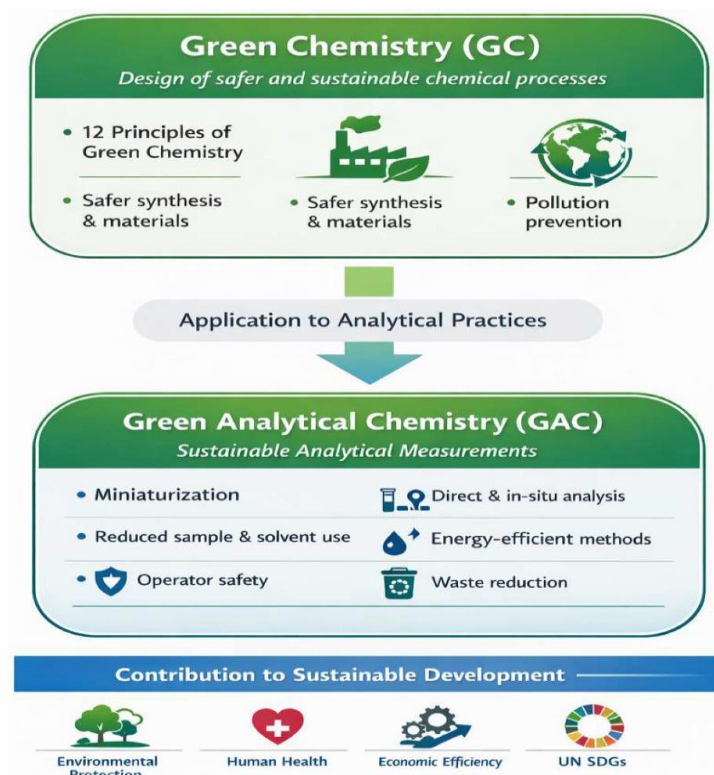 Green Chemistry (GC)
Design of safer and sustainable chemical processes
• 12 Principles of
Green Chemistry
• Safer synthesis
& materials
• Safer synthesis
& materials
• Pollution
prevention
Application to Analytical Practices
Green Analytical Chemistry (GAC)
Sustainable Analytical Measurements
• Miniaturization
Direct & in-situ analysis
• Reduced sample & solvent use
Energy-efficient methods
• Operator safety
Waste reduction
Contribution to Sustainable Development
Environmental
Protection
Human Health
Economic Efficiency
UN SDGs